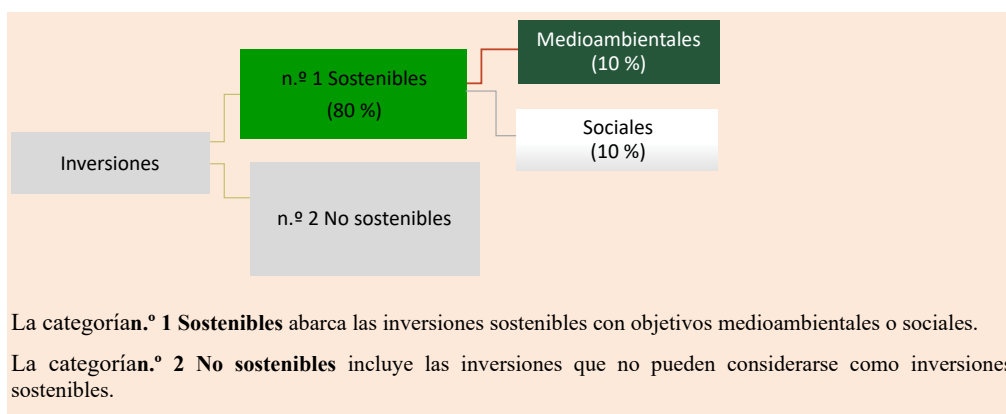 Medioambientales
(10 %)
n.º 1 Sostenibles
(80 %)
Sociales
(10 %)
Inversiones
n.º 2 No sostenibles
La categorían.º 1 Sostenibles abarca las inversiones sostenibles con objetivos medioambientales o sociales.
La categorían.º 2 No sostenibles incluye las inversiones que no pueden considerarse como inversiones
sostenibles.